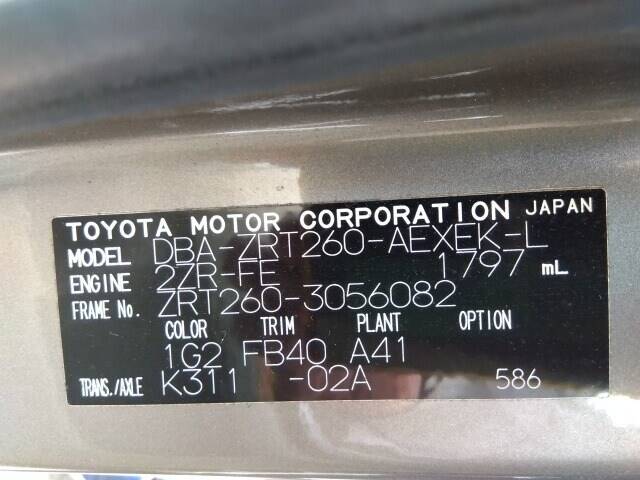 TOYOTA MOTOR CORPORATION JAPAN
MODEL DBA-ZRT260-AEXEK-L
ENGINE 2ZR-FE 1797 mL
FRAME No. ZRT260-3056082
COLOR TRIM PLANT OPTION
1G2 FB40 A41
TRANS./AXLE K311 -02A 586